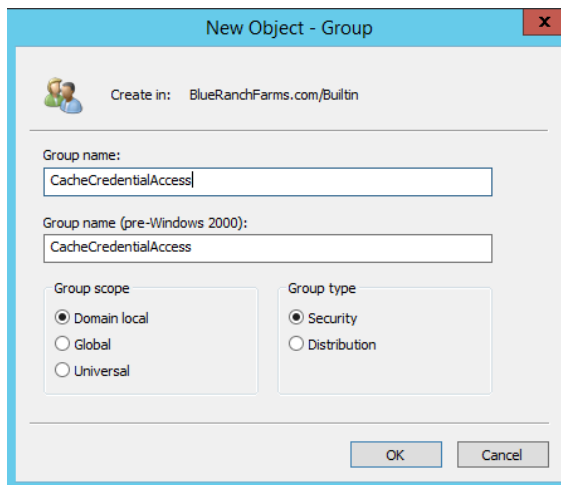 New Object - Group
x
Create in: BlueRanchFarms.com/Builtin
Group name:
CacheCredentialAccess
Group name (pre-Windows 2000):
CacheCredentialAccess
Group scope
Domain local
Global
Universal
Group type
Security
Distribution
OK
Cancel